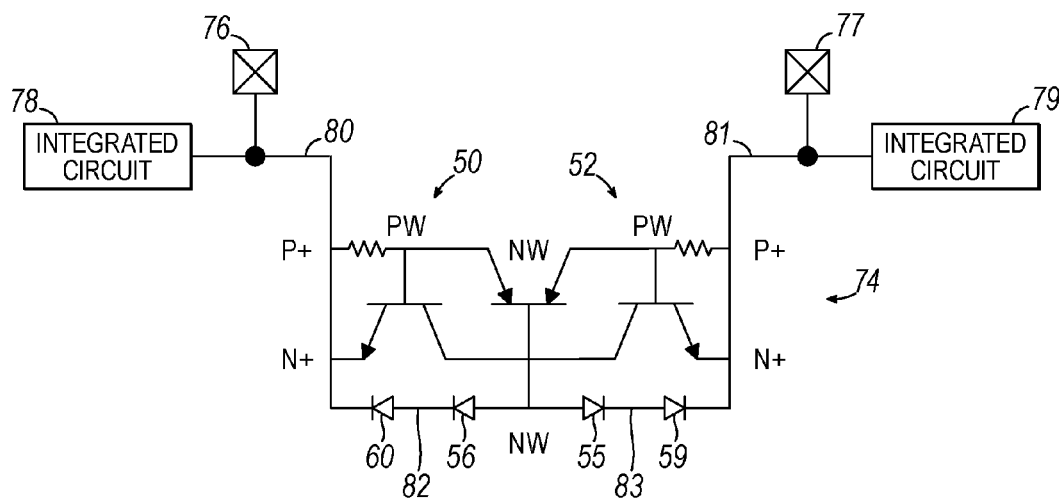 76
77
78
INTEGRATED
CIRCUIT
80
81
79
INTEGRATED
CIRCUIT
50
52
PW
NW
PW
P+
P+
74
N+
N+
60
82
56
NW
55
83
59